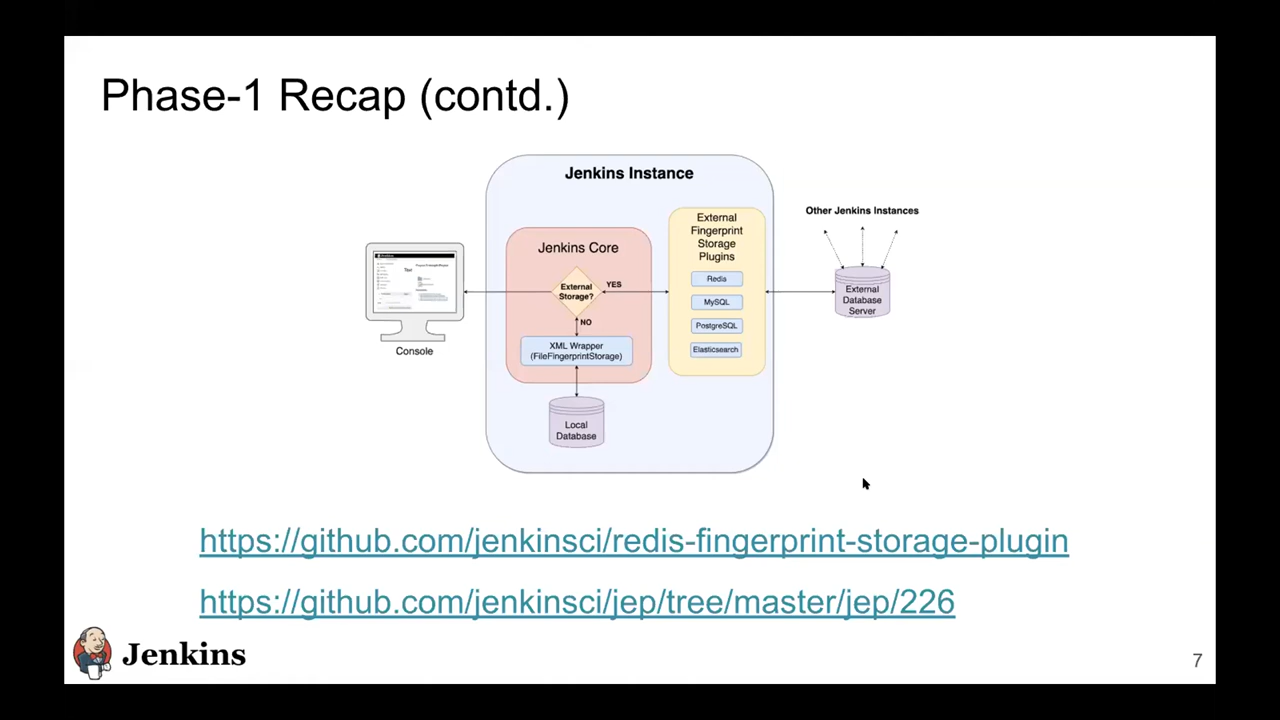 Phase-1 Recap (contd.)
Jenkins Instance
Other Jenkins Instances
External
Fingerprint
Storage
Plugins
Jenkins Core
Redis
MySQL
PostgreSQL
Elasticsearch
External
Storage?
YES
NO
XML Wrapper
(FileFingerprintStorage)
Local
Database
External
Database
Server
Console
https://github.com/jenkinsci/redis-fingerprint-storage-plugin
https://github.com/jenkinsci/jep/tree/master/jep/226
Jenkins
7